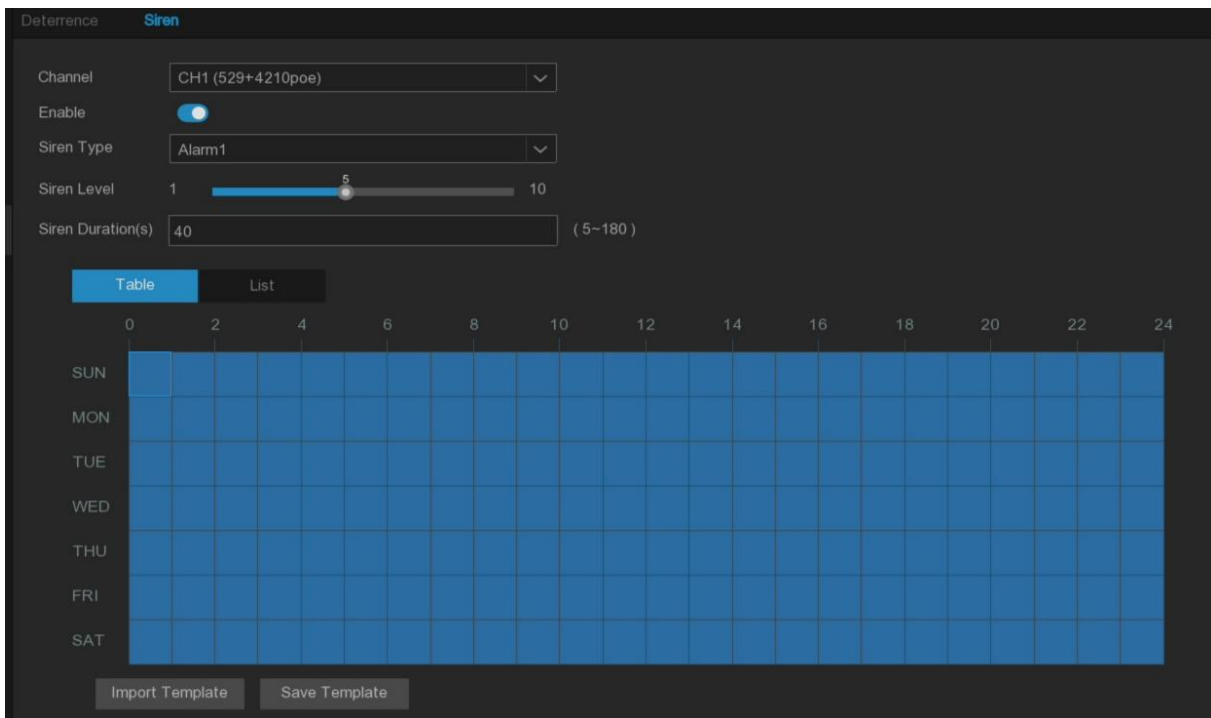 Deterrence Siren
Channel CH1 (529+4210poe)
Enable
Siren Type Alarm1
5
Siren Level 1 10
Siren Duration(s) 40 ( 5~180 )
Table List
0 2 4 6 8 10 12 14 16 18 20 22 24
SUN
MON
TUE
WED
THU
FRI
SAT
Import Template Save Template